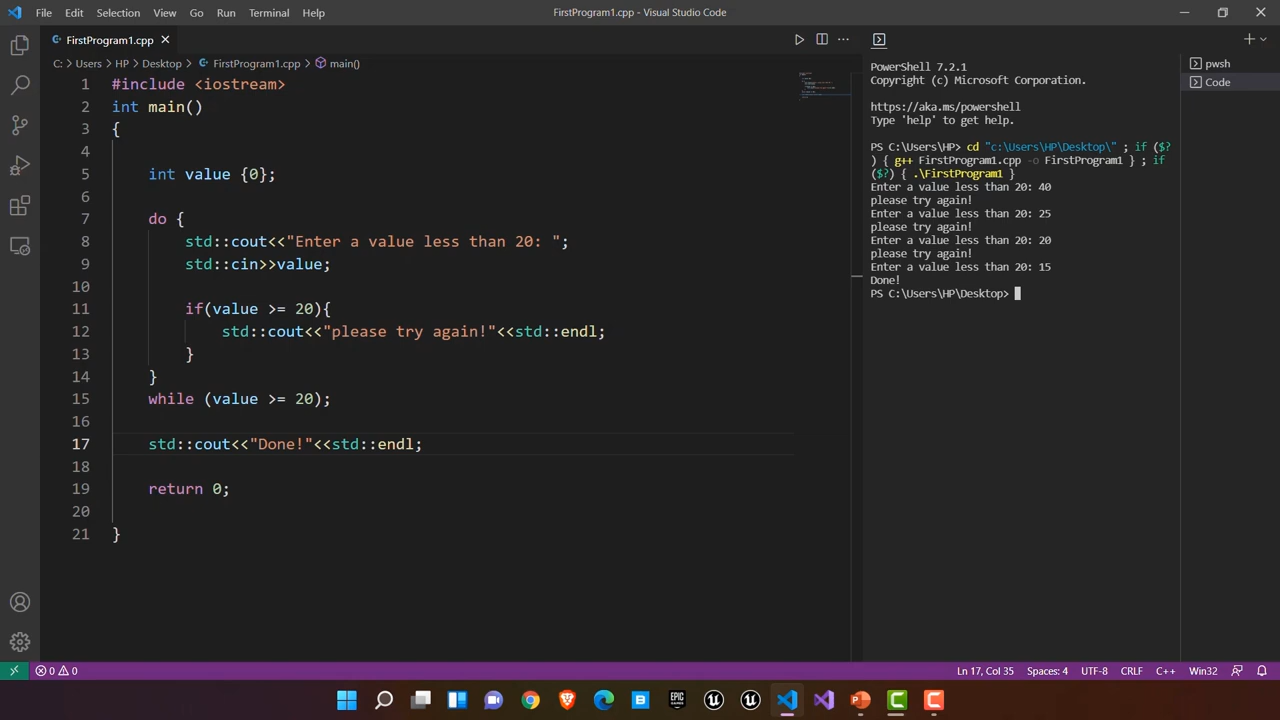 File Edit Selection View Go Run Terminal Help
FirstProgram1.cpp - Visual Studio Code
FirstProgram1.cpp
C: > Users > HP > Desktop > FirstProgram1.cpp > main()
1 #include <iostream>
2 int main()
3 {
4
5 int value {0};
6
7 do {
8 std::cout<<"Enter a value less than 20: ";
9 std::cin>>value;
10
11 if(value >= 20){
12 std::cout<<"please try again!"<<std::endl;
13 }
14 }
15 while (value >= 20);
16
17 std::cout<<"Done!"<<std::endl;
18
19 return 0;
20
21 }
PowerShell 7.2.1
Copyright (c) Microsoft Corporation.
https://aka.ms/powershell
Type 'help' to get help.
PS C:\Users\HP> cd "c:\Users\HP\Desktop\" ; if ($?
) { g++ FirstProgram1.cpp -o FirstProgram1 } ; if
($?) { .\FirstProgram1 }
Enter a value less than 20: 40
please try again!
Enter a value less than 20: 25
please try again!
Enter a value less than 20: 20
please try again!
Enter a value less than 20: 15
Done!
PS C:\Users\HP\Desktop>
pwsh
Code
0 0
Ln 17, Col 35 Spaces: 4 UTF-8 CRLF C++ Win32
EPIC GAMES